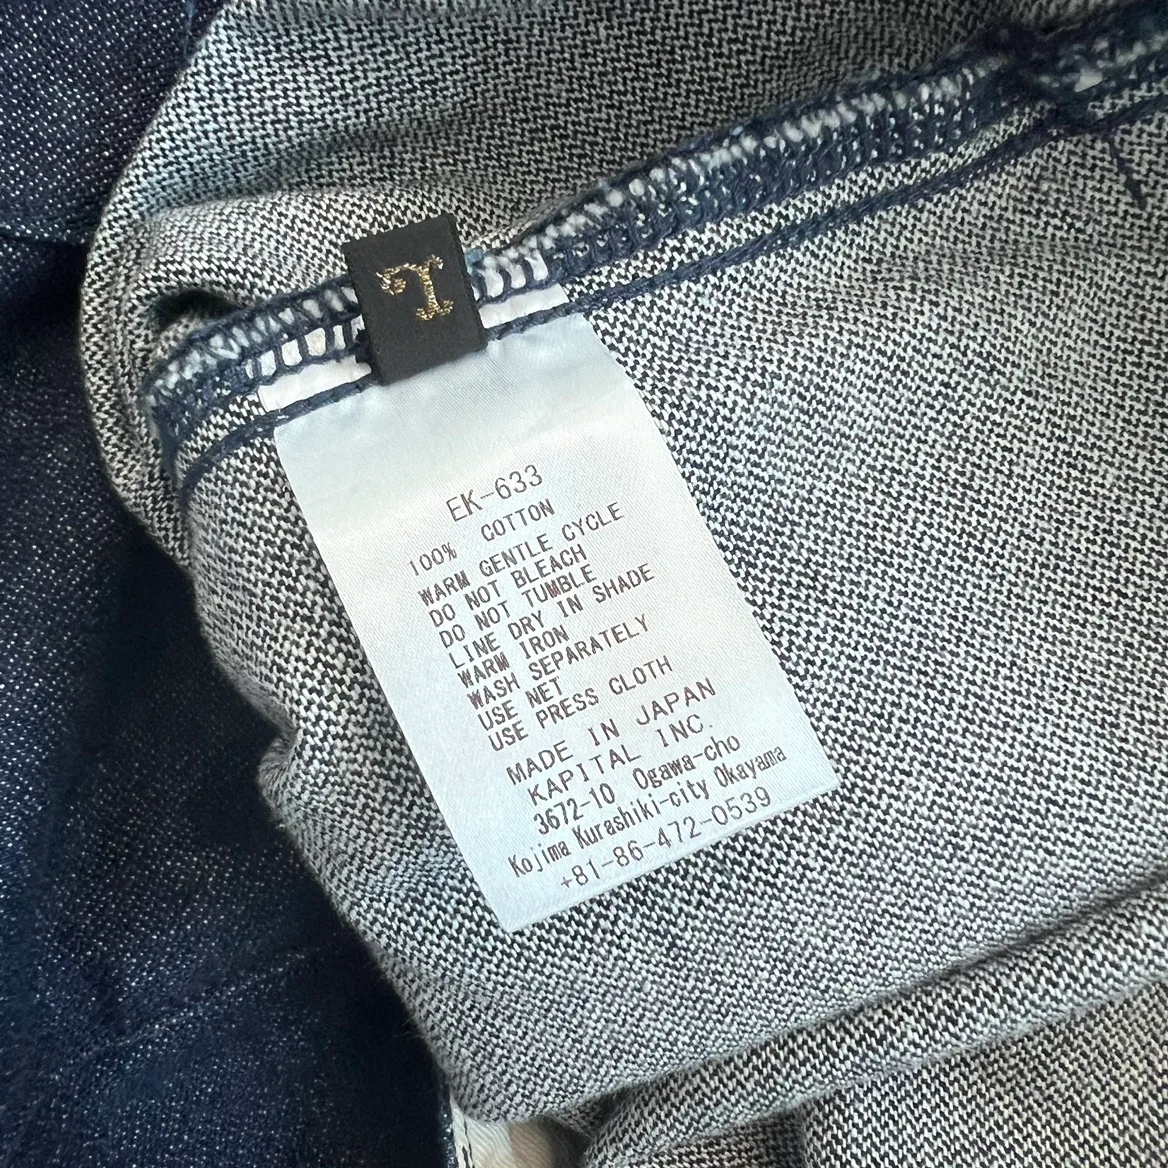 L
EK-633
100% COTTON
WARM GENTLE CYCLE
DO NOT BLEACH
DO NOT TUMBLE
LINE DRY IN SHADE
WARM IRON
WASH SEPARATELY
USE NET
USE PRESS CLOTH
MADE IN JAPAN
KAPITAL INC.
3672-10 Ogawa-cho
Kojima Kurashiki-city Okayama
+81-86-472-0539